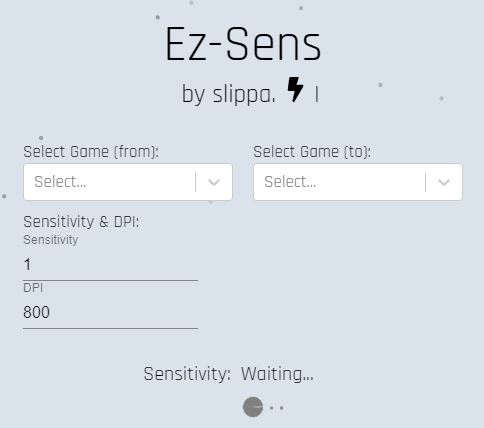 Ez-Sens
by slippa. |
Select Game (from): Select Game (to):
Select... Select...
Sensitivity & DPI:
Sensitivity
1
DPI
800
Sensitivity: Waiting...